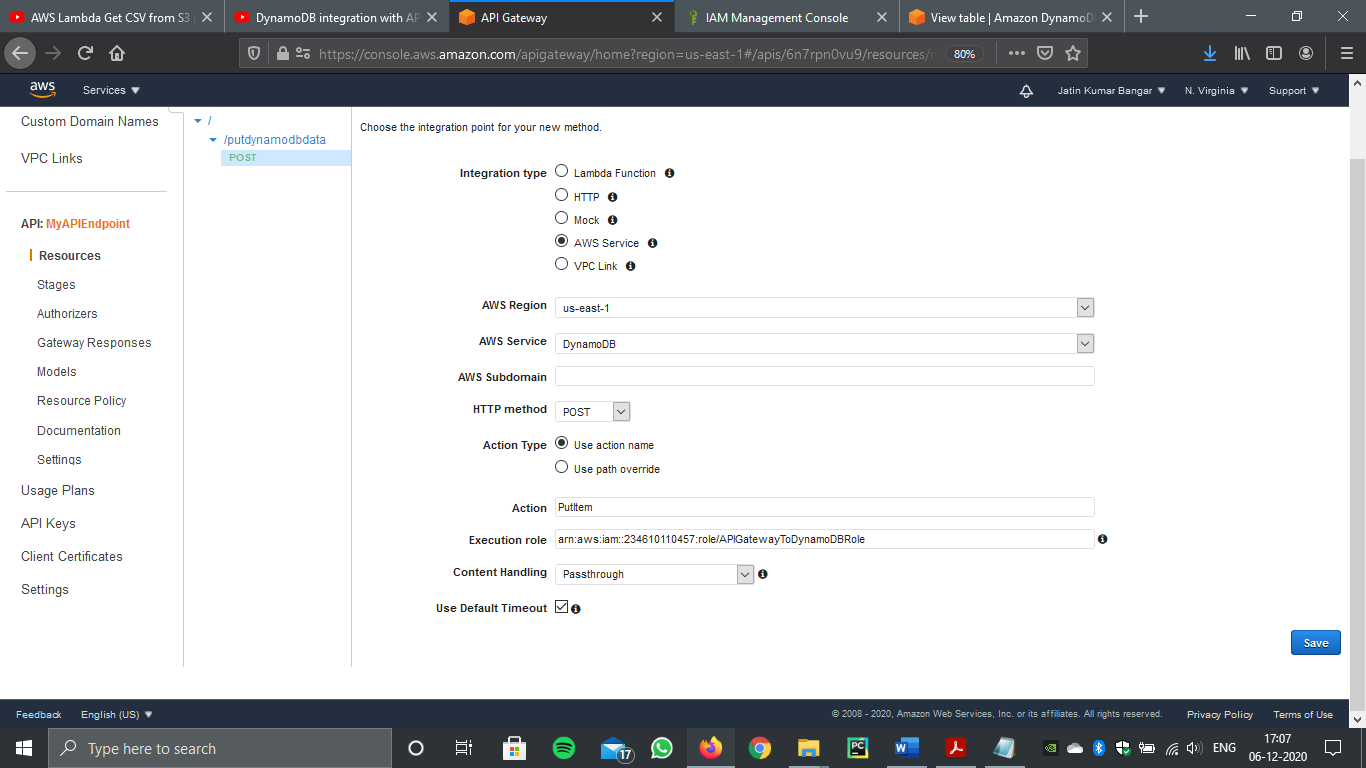 AWS Lambda Get CSV from S3
DynamoDB integration with AP
API Gateway
IAM Management Console
View table | Amazon DynamoD
https://console.aws.amazon.com/apigateway/home?region=us-east-1#/apis/6n7rpn0vu9/resources/
80%
aws
Services
Jatin Kumar Bangar
N. Virginia
Support
Custom Domain Names
VPC Links
API: MyAPIEndpoint
Resources
Stages
Authorizers
Gateway Responses
Models
Resource Policy
Documentation
Settings
Usage Plans
API Keys
Client Certificates
Settings
/
/putdynamodbdata
POST
Choose the integration point for your new method.
Integration type
Lambda Function
HTTP
Mock
AWS Service
VPC Link
AWS Region us-east-1
AWS Service DynamoDB
AWS Subdomain
HTTP method POST
Action Type Use action name
Use path override
Action PutItem
Execution role arn:aws:iam::234610110457:role/APIGatewayToDynamoDBRole
Content Handling Passthrough
Use Default Timeout
Save
Feedback
English (US)
© 2008 - 2020, Amazon Web Services, Inc. or its affiliates. All rights reserved.
Privacy Policy
Terms of Use
Type here to search
17
PC
W
ENG
17:07
06-12-2020